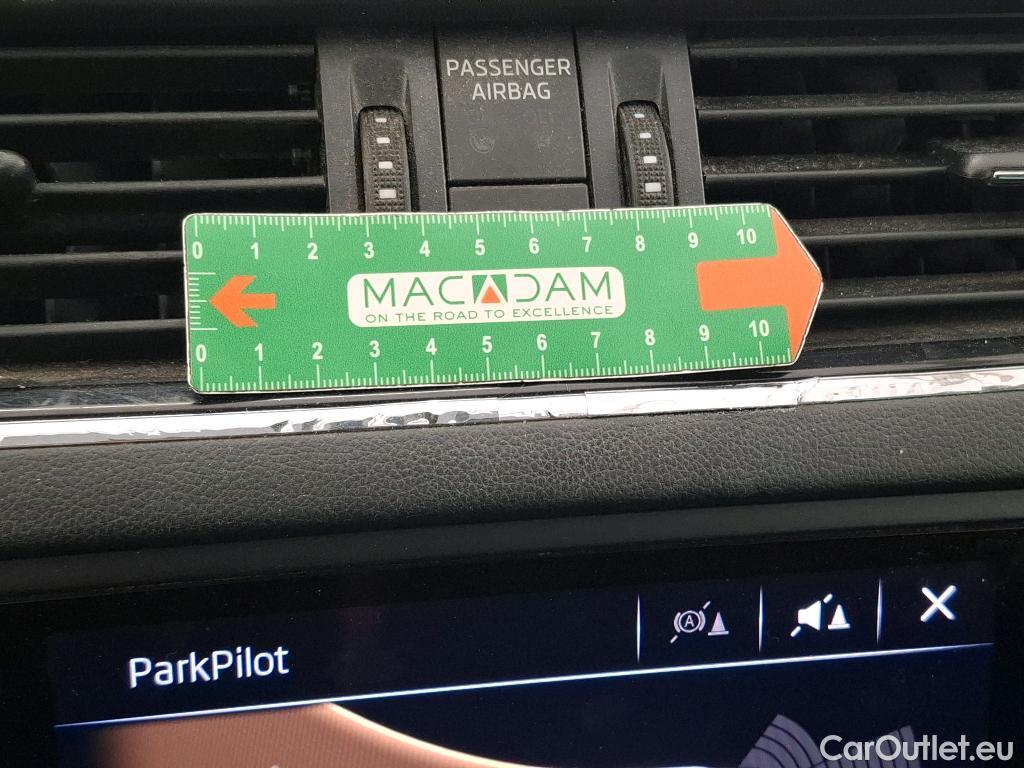 PASSENGER
AIRBAG
0 1 2 3 4 5 6 7 8 9 10
MACADAM
ON THE ROAD TO EXCELLENCE
0 1 2 3 4 5 6 7 8 9 10
ParkPilot
A
CarOutlet.eu